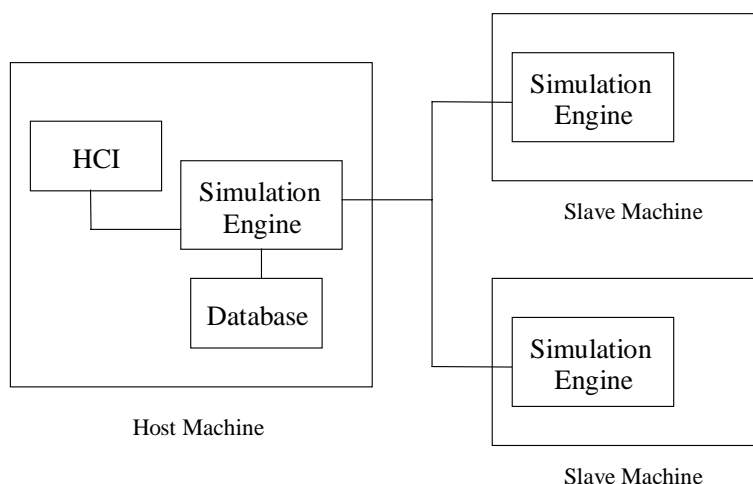 HCI
Simulation
Engine
Database
Host Machine
Simulation
Engine
Slave Machine
Simulation
Engine
Slave Machine